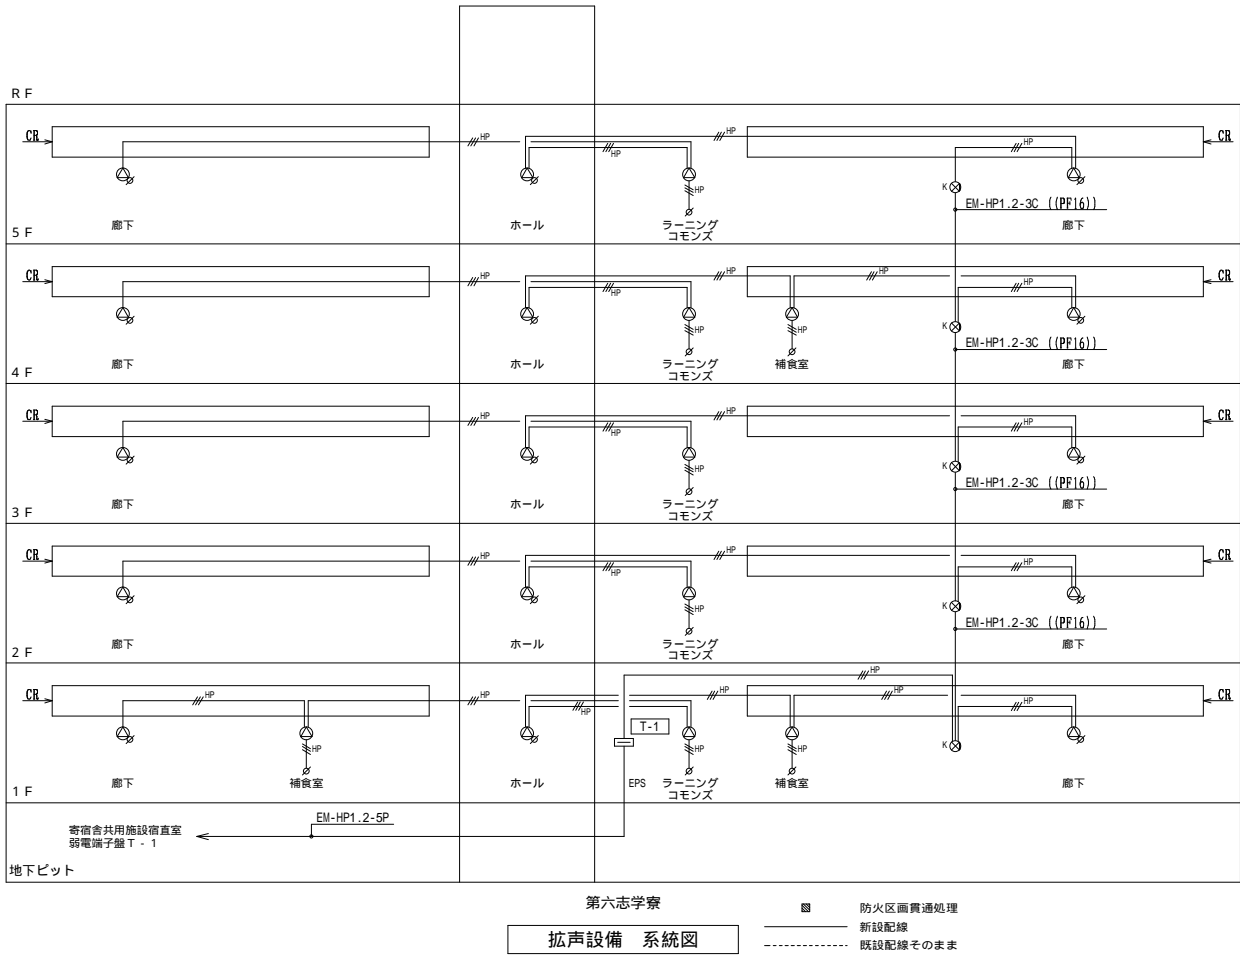 RF
CR
HP
HP
HP
HP
CR
HP
K
EM-HP1.2-3C ((PF16))
廊下
ホール
ラーニング
コモンズ
廊下
5F
CR
HP
HP
HP
HP
HP
CR
HP
HP
K
EM-HP1.2-3C ((PF16))
廊下
ホール
ラーニング
コモンズ
補食室
廊下
4F
CR
HP
HP
HP
HP
CR
HP
K
EM-HP1.2-3C ((PF16))
廊下
ホール
ラーニング
コモンズ
廊下
3F
CR
HP
HP
HP
HP
CR
HP
K
EM-HP1.2-3C ((PF16))
廊下
ホール
ラーニング
コモンズ
廊下
2F
HP
CR
HP
HP
HP
HP
CR
HP
HP
T-1
HP
HP
HP
K
廊下
補食室
ホール
EPS
ラーニング
コモンズ
補食室
廊下
1F
EM-HP1.2-5P
寄宿舎共用施設宿直室
弱電端子盤T-1
地下ピット
第六志学寮
拡声設備 系統図
防火区画貫通処理
新設配線
既設配線そのまま